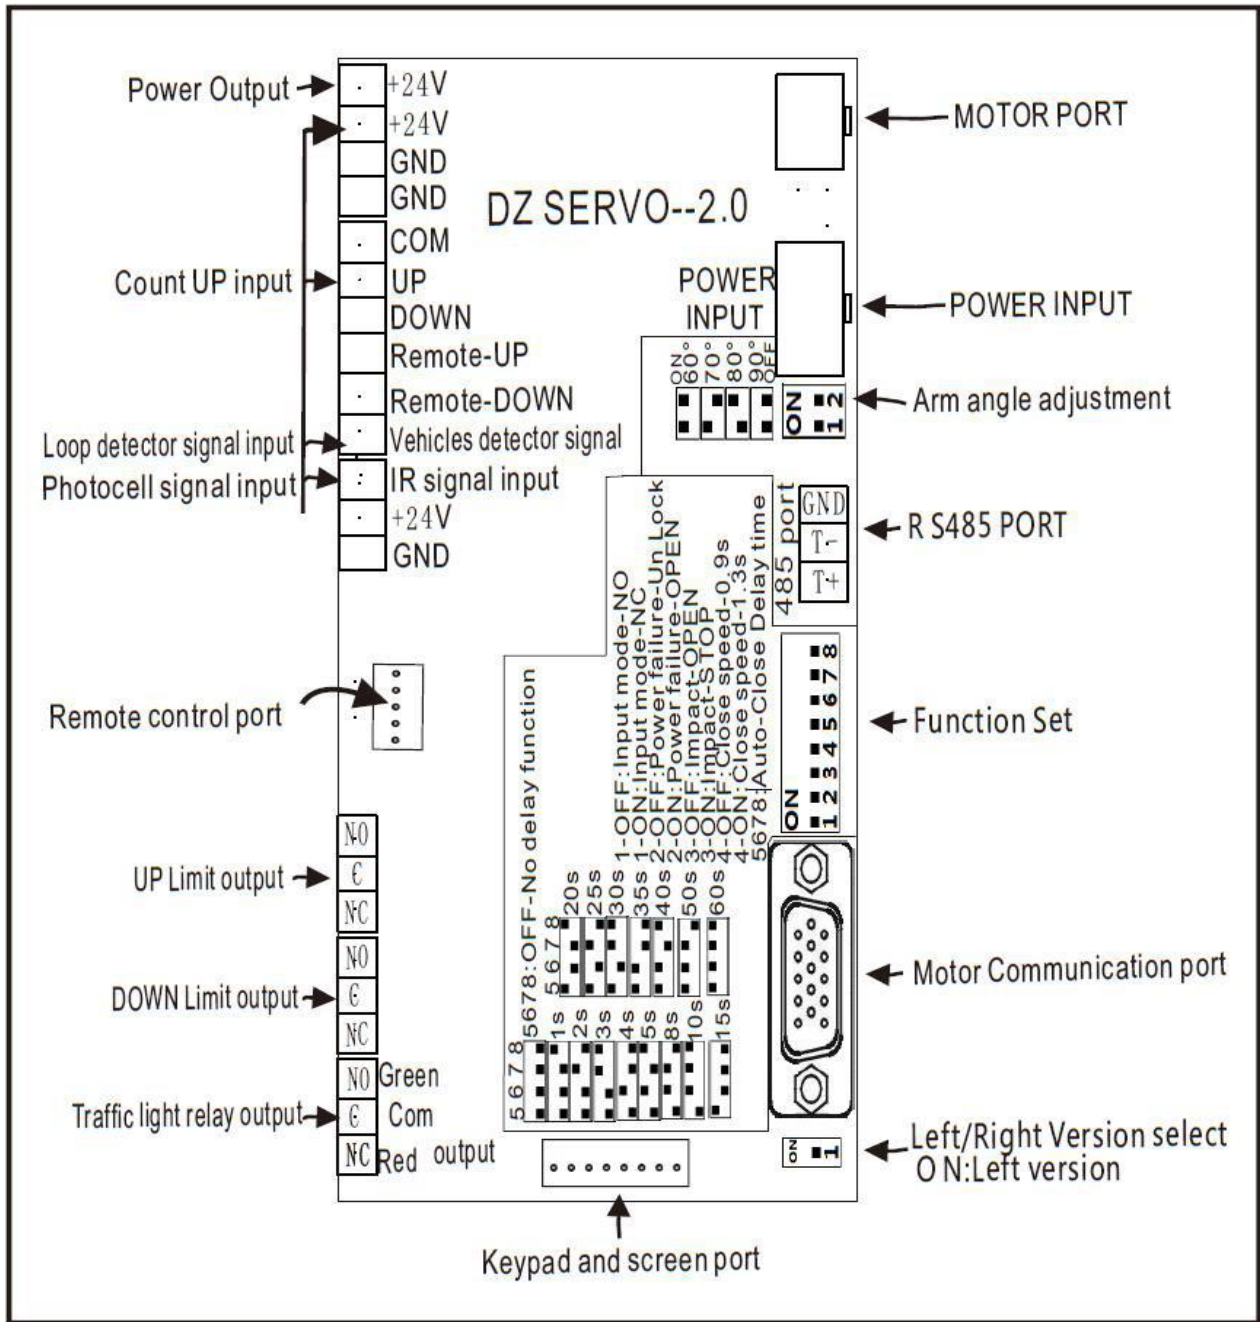 Power Output
+24V
+24V
GND
GND
COM
Count UP input
UP
DOWN
Remote-UP
Remote-DOWN
Loop detector signal input
Vehicles detector signal
Photocell signal input
IR signal input
+24V
GND
DZ SERVO--2.0
MOTOR PORT
POWER
INPUT
POWER INPUT
ON
60°
70°
80°
90°
OFF
ON
1 2
Arm angle adjustment
485 port
GND
T-
T+
R S485 PORT
1-OFF:Input mode-NO
1-ON:Input mode-NC
2-OFF:Power failure-Un Lock
2-ON:Power failure-OPEN
3-OFF:Impact-OPEN
3-ON:Impact-STOP
4-OFF:Close speed-0.9s
4-ON:Close speed-1.3s
5678:Auto-Close Delay time
ON
1 2 3 4 5 6 7 8
Function Set
Remote control port
5678:OFF-No delay function
5 6 7 8
20s
25s
30s
35s
40s
50s
60s
5 6 7 8
1s
2s
3s
4s
5s
8s
10s
15s
NO
C
NC
UP Limit output
NO
C
NC
DOWN Limit output
NO Green
C Com
NC Red output
Traffic light relay output
Motor Communication port
ON
1
Left/Right Version select
O N:Left version
Keypad and screen port